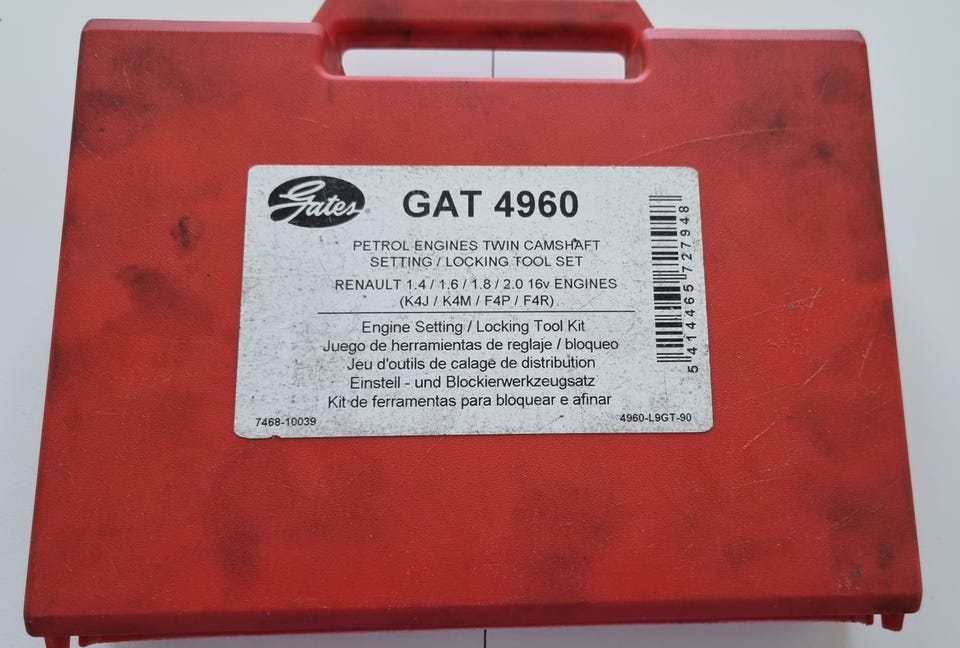 Gates®
GAT 4960
PETROL ENGINES TWIN CAMSHAFT
SETTING / LOCKING TOOL SET
RENAULT 1.4 / 1.6 / 1.8 / 2.0 16v ENGINES
(K4J / K4M / F4P / F4R)
Engine Setting / Locking Tool Kit
Juego de herramientas de reglaje / bloqueo
Jeu d'outils de calage de distribution
Einstell - und Blockierwerkzeugsatz
Kit de ferramentas para bloquear e afinar
7468-10039
4960-L9GT-90
5414465727948